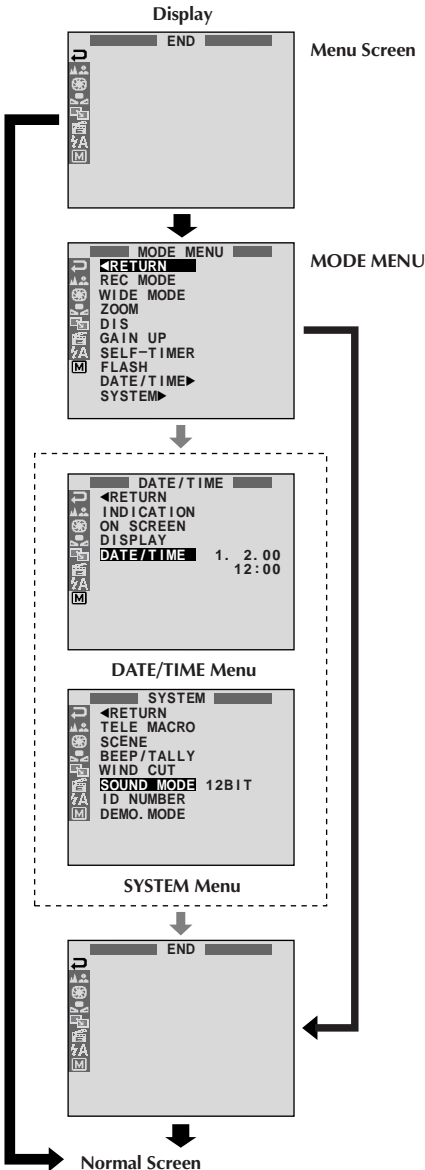 Display
END
Menu Screen
M
MODE MENU
MODE MENU
◀RETURN
REC MODE
WIDE MODE
ZOOM
DIS
GAIN UP
SELF-TIMER
FLASH
DATE/TIME▶
SYSTEM▶
M
DATE/TIME
◀RETURN
INDICATION
ON SCREEN
DISPLAY
DATE/TIME 1. 2.00
12:00
M
DATE/TIME Menu
SYSTEM
◀RETURN
TELE MACRO
SCENE
BEEP/TALLY
WIND CUT
SOUND MODE 12BIT
ID NUMBER
DEMO. MODE
M
SYSTEM Menu
END
M
Normal Screen